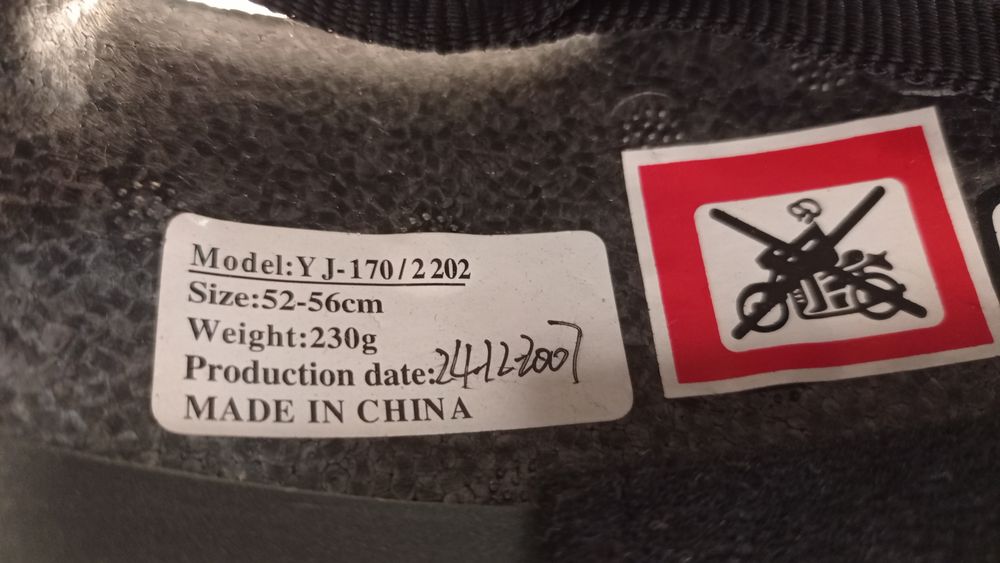 Model:YJ-170/2202
Size:52-56cm
Weight:230g
Production date:24.12.2007
MADE IN CHINA